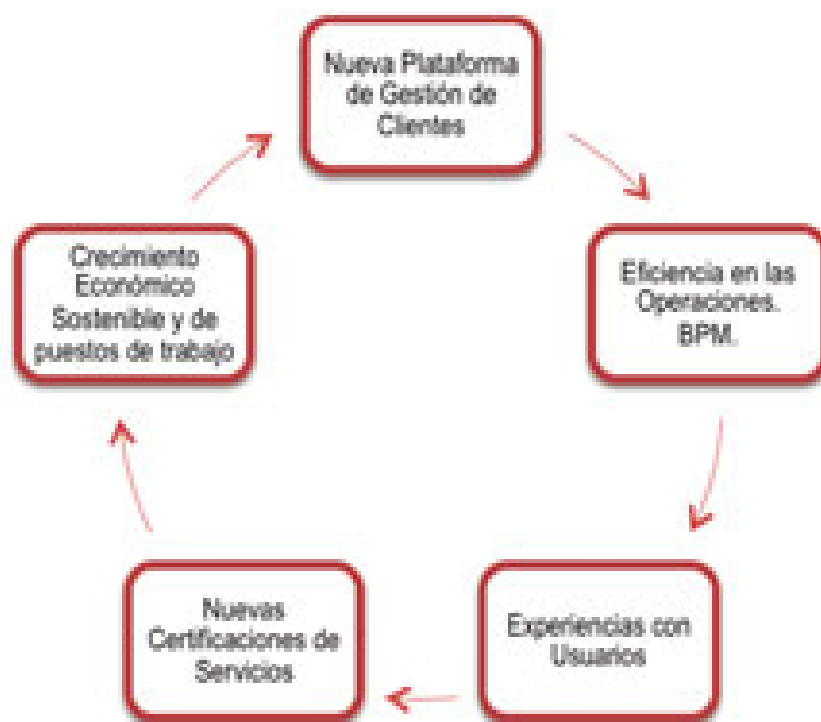 Nueva Plataforma
de Gestión de
Clientes
Eficiencia en las
Operaciones.
BPM.
Experiencias con
Usuarios
Nuevas
Certificaciones de
Servicios
Crecimiento
Económico
Sostenible y de
puestos de trabajo